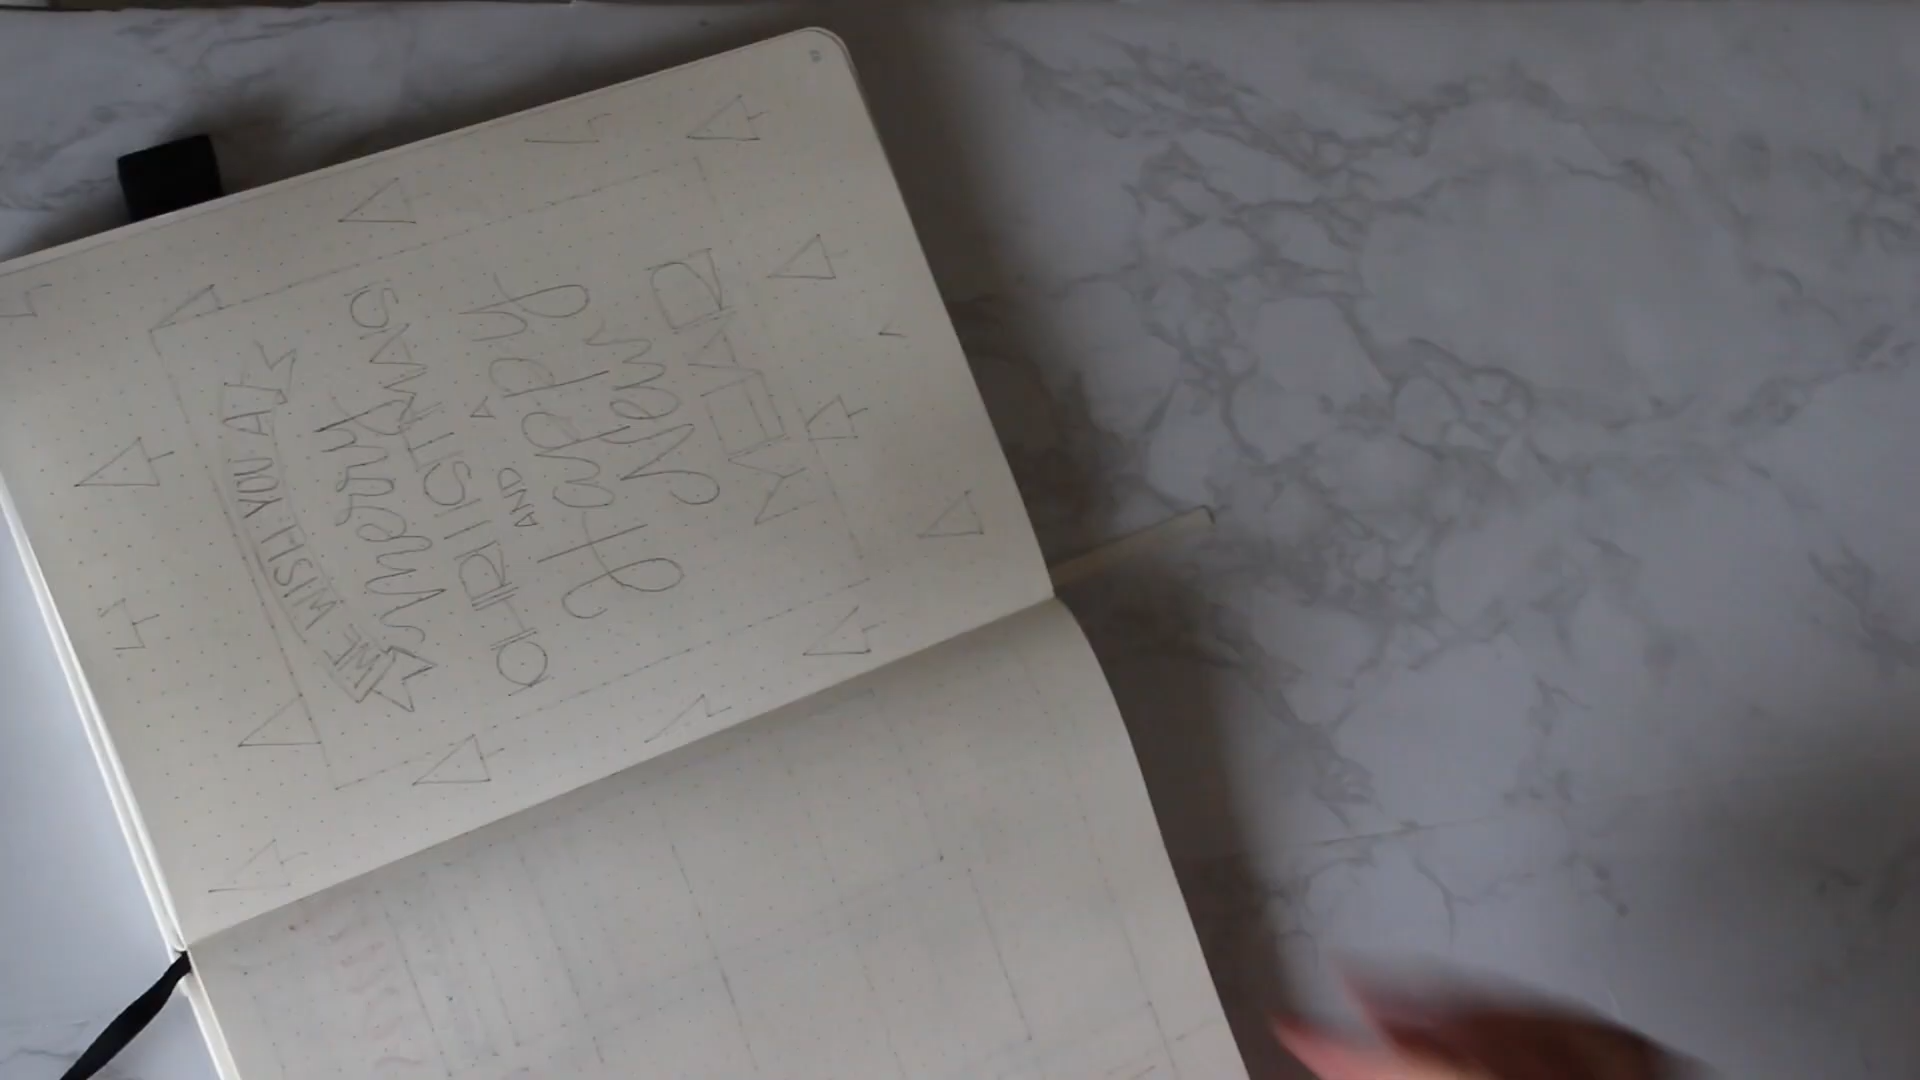 WE WISH YOU A
Merry
CHRISTMAS
AND A
Happy
New
YEAR